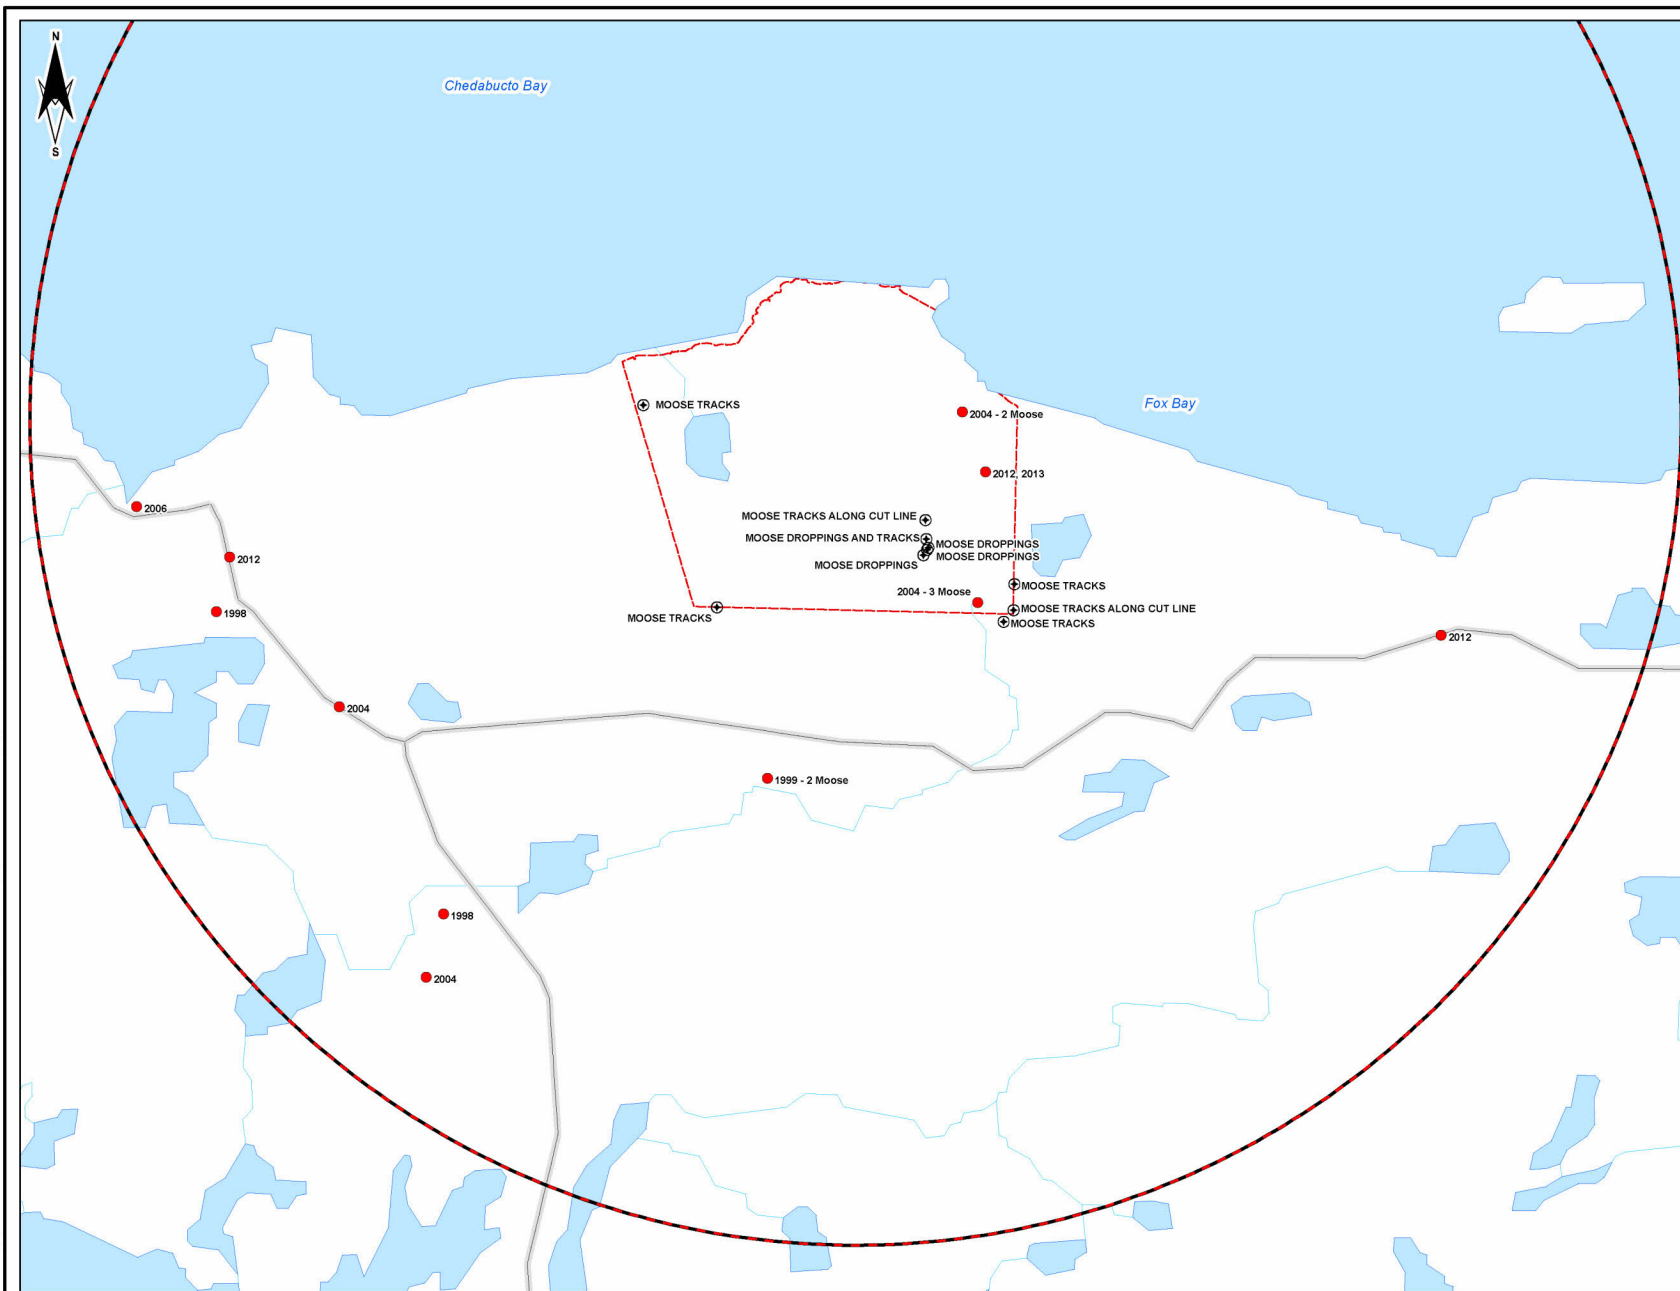 N
S
Chedabucto Bay
Fox Bay
MOOSE TRACKS
2004 - 2 Moose
2012, 2013
2006
MOOSE TRACKS ALONG CUT LINE
MOOSE DROPPINGS AND TRACKS
MOOSE DROPPINGS
MOOSE DROPPINGS
MOOSE DROPPINGS
2012
MOOSE TRACKS
2004 - 3 Moose
MOOSE TRACKS ALONG CUT LINE
1998
MOOSE TRACKS
MOOSE TRACKS
2012
2004
1999 - 2 Moose
1998
2004